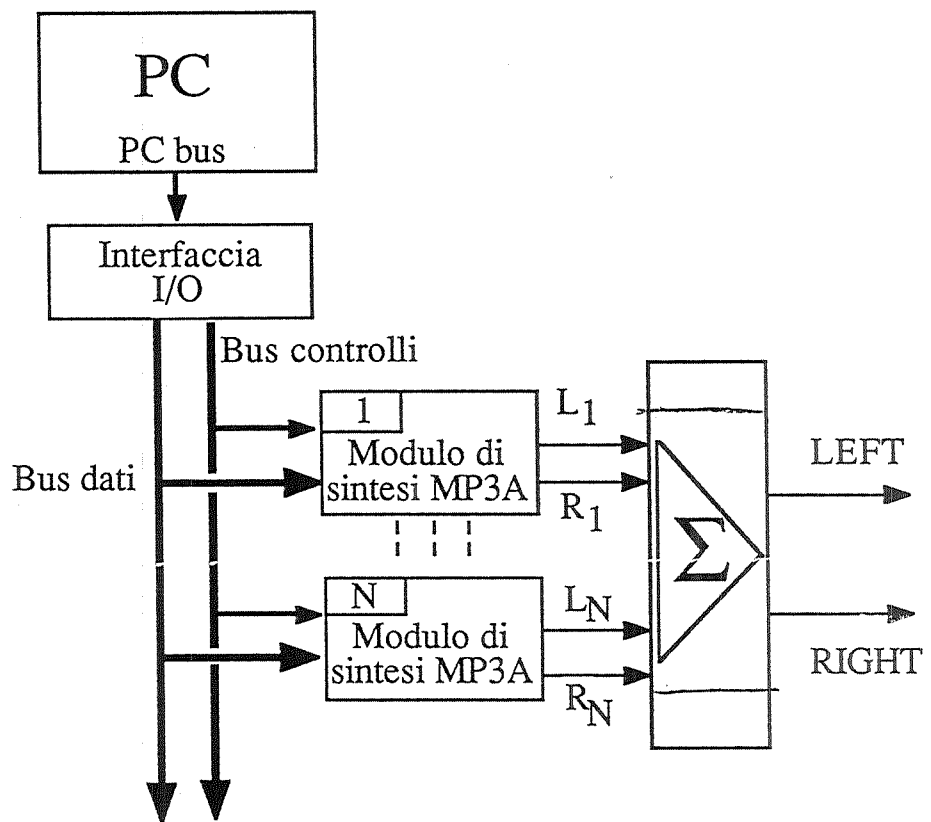 PC
PC bus
Interfaccia
I/O
Bus controlli
Bus dati
1
Modulo di
sintesi MP3A
L1
R1
N
Modulo di
sintesi MP3A
LN
RN
Σ
LEFT
RIGHT